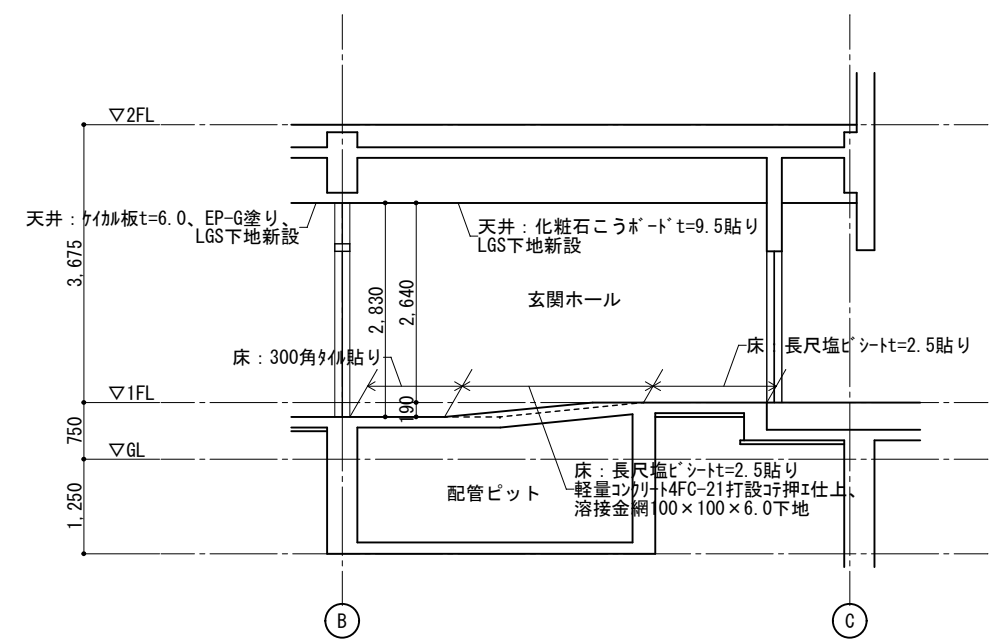 ▽2FL
天井：ケイカル板t=6.0、EP-G塗り、
LGS下地新設
天井：化粧石こうボードt=9.5貼り
LGS下地新設
3,675
2,830
2,640
玄関ホール
床：300角タイル貼り
床：長尺塩ビシートt=2.5貼り
▽1FL
190
750
▽GL
床：長尺塩ビシートt=2.5貼り
軽量コンクリート4FC-21打設コテ押エ仕上、
溶接金網100×100×6.0下地
配管ピット
1,250
B
C